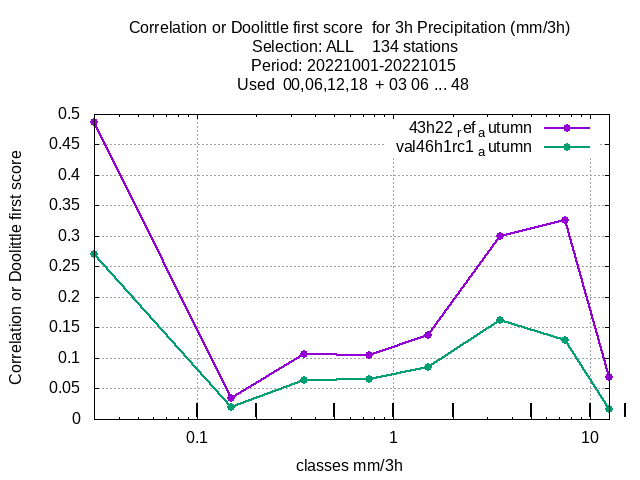 Correlation or Doolittle first score  for 3h Precipitation (mm/3h)
Selection: ALL    134 stations
Period: 20221001-20221015
Used  00,06,12,18  + 03 06 ... 48
43h22 ref a utumn
val46h1rc1 a utumn
Correlation or Doolittle first score
0.5
0.45
0.4
0.35
0.3
0.25
0.2
0.15
0.1
0.05
0
0.1
1
10
classes mm/3h